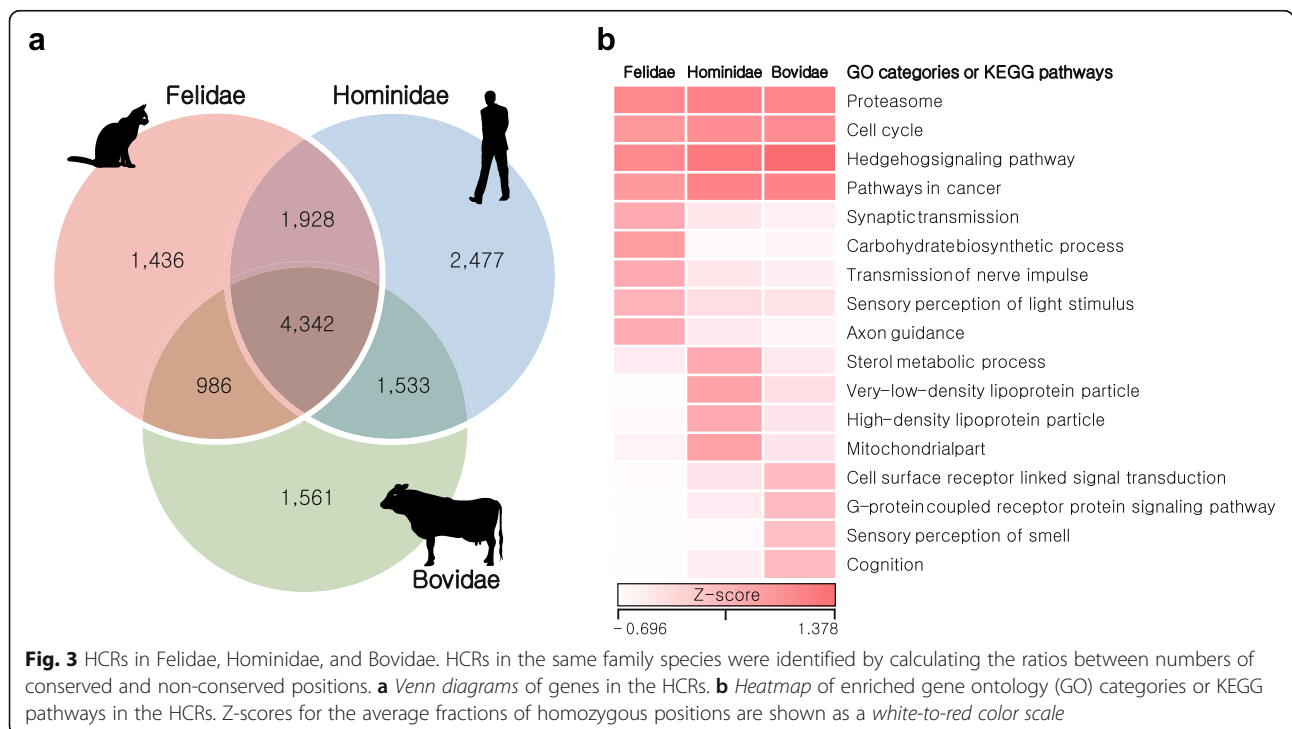 a
Felidae
Hominidae
1,928
1,436
2,477
4,342
986
1,533
1,561
Bovidae
b
Felidae Hominidae Bovidae GO categories or KEGG pathways
Proteasome
Cell cycle
Hedgehogsignaling pathway
Pathways in cancer
Synaptictransmission
Carbohydratebiosynthetic process
Transmissionof nerve impulse
Sensory perception of light stimulus
Axon guidance
Sterol metabolic process
Very-low-density lipoprotein particle
High-density lipoprotein particle
Mitochondrialpart
Cell surface receptor linked signal transduction
G-proteincoupled receptor protein signaling pathway
Sensory perception of smell
Cognition
Z-score
-0.696 1.378
Fig. 3 HCRs in Felidae, Hominidae, and Bovidae. HCRs in the same family species were identified by calculating the ratios between numbers of
conserved and non-conserved positions. a Venn diagrams of genes in the HCRs. b Heatmap of enriched gene ontology (GO) categories or KEGG
pathways in the HCRs. Z-scores for the average fractions of homozygous positions are shown as a white-to-red color scale